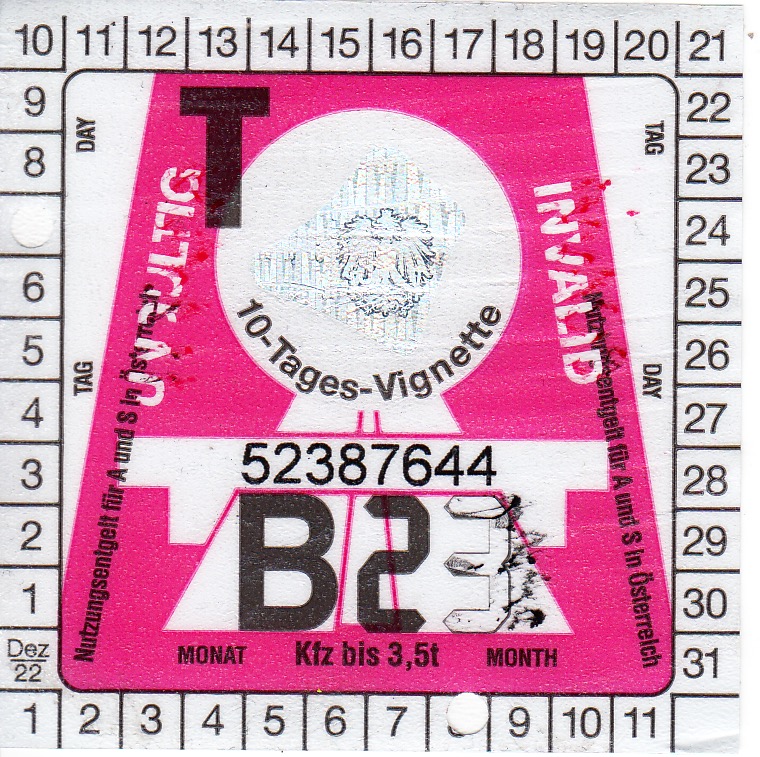 10 11 12 13 14 15 16 17 18 19 20 21
9 22
8 23
24
6 25
5 26
4 27
3 28
2 29
1 30
Dez
22
31
1 2 3 4 5 6 7 9 10 11
DAY
TAG
T
UNGÜLTIG
INVALID
10-Tages-Vignette
TAG
DAY
Nutzungsentgelt für A und S in Österreich
Nutzungsentgelt für A und S in Österreich
52387644
B23
MONAT Kfz bis 3,5t MONTH